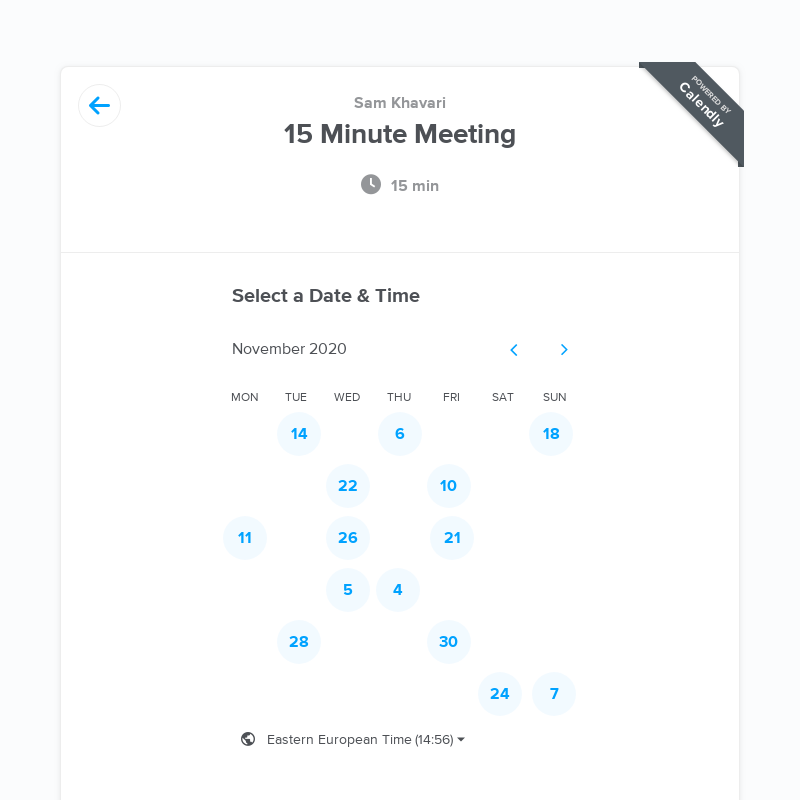 POWERED BY
Calendly
Sam Khavari
15 Minute Meeting
15 min
Select a Date & Time
November 2020
MON TUE WED THU FRI SAT SUN
14 6 18
22 10
11 26 21
5 4
28 30
24 7
Eastern European Time (14:56)